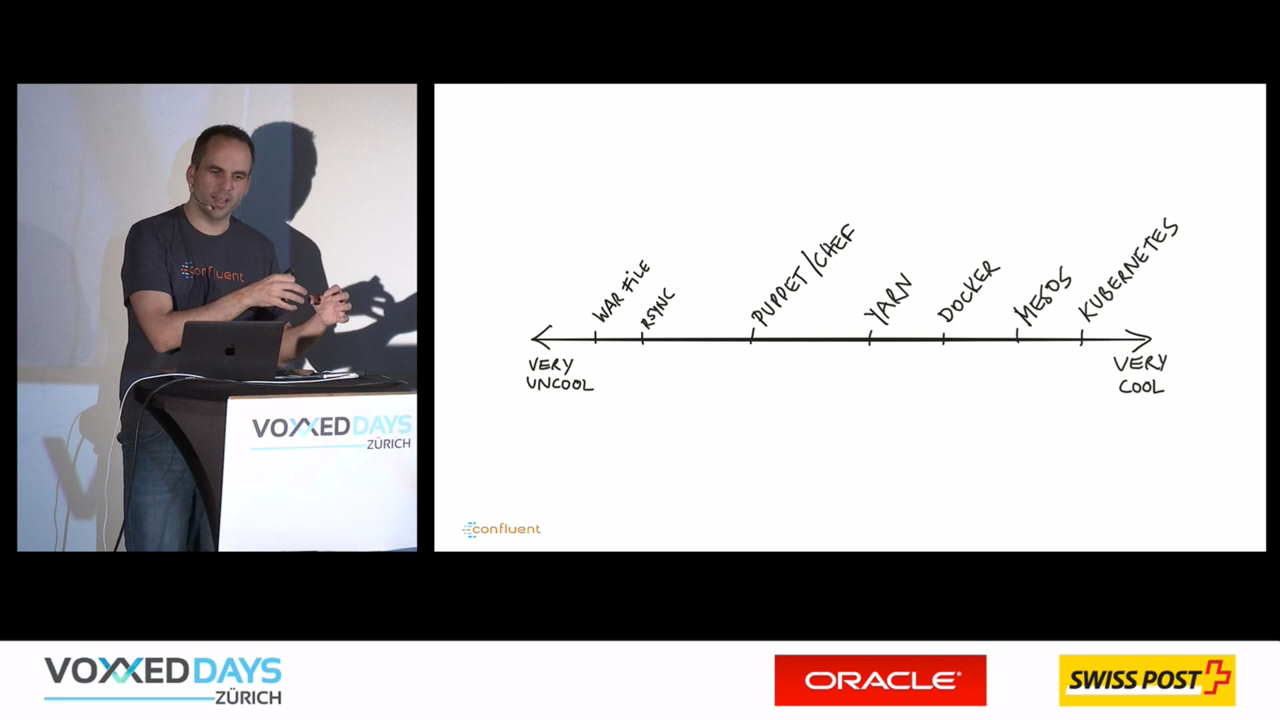 confluent
VOXXED DAYS
ZÜRICH
WAR FILE
RSYNC
PUPPET/CHEF
YARN
DOCKER
MESOS
KUBERNETES
VERY
UNCOOL
VERY
COOL
confluent
VOXXED DAYS
ZÜRICH
ORACLE®
SWISS POST